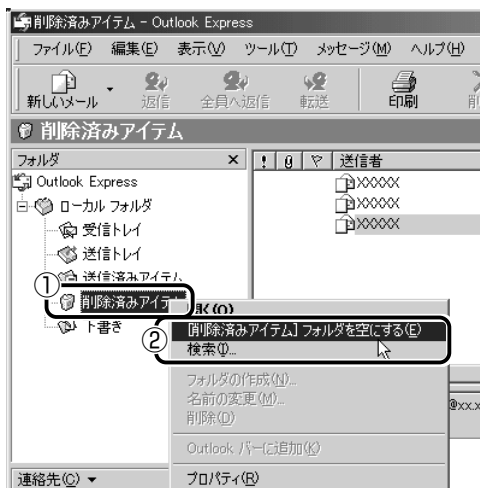 削除済みアイテム - Outlook Express
ファイル(F) 編集(E) 表示(V) ツール(T) メッセージ(M) ヘルプ(H)
新しいメール 返信 全員へ返信 転送 印刷 削
削除済みアイテム
フォルダ × ! 送信者
Outlook Express
XXXXX
ローカル フォルダ
XXXXX
受信トレイ
XXXXX
送信トレイ
送信済みアイテム
①
削除済みアイテ
く(O)
下書き
②
[削除済みアイテム] フォルダを空にする(E)
検索(I)...
フォルダの作成(N)...
名前の変更(M)...
削除(D)
@xx.x
Outlook バーに追加(K)
連絡先(C) ▼
プロパティ(R)